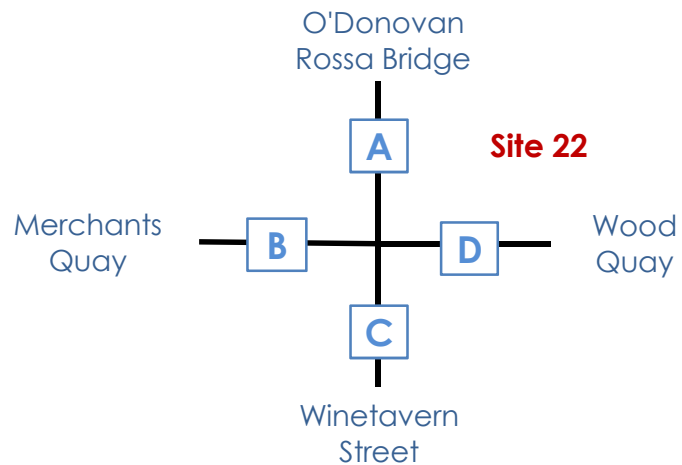 O'Donovan
Rossa Bridge
A
Site 22
Merchants
Quay
B
D
Wood
Quay
C
Winetavern
Street